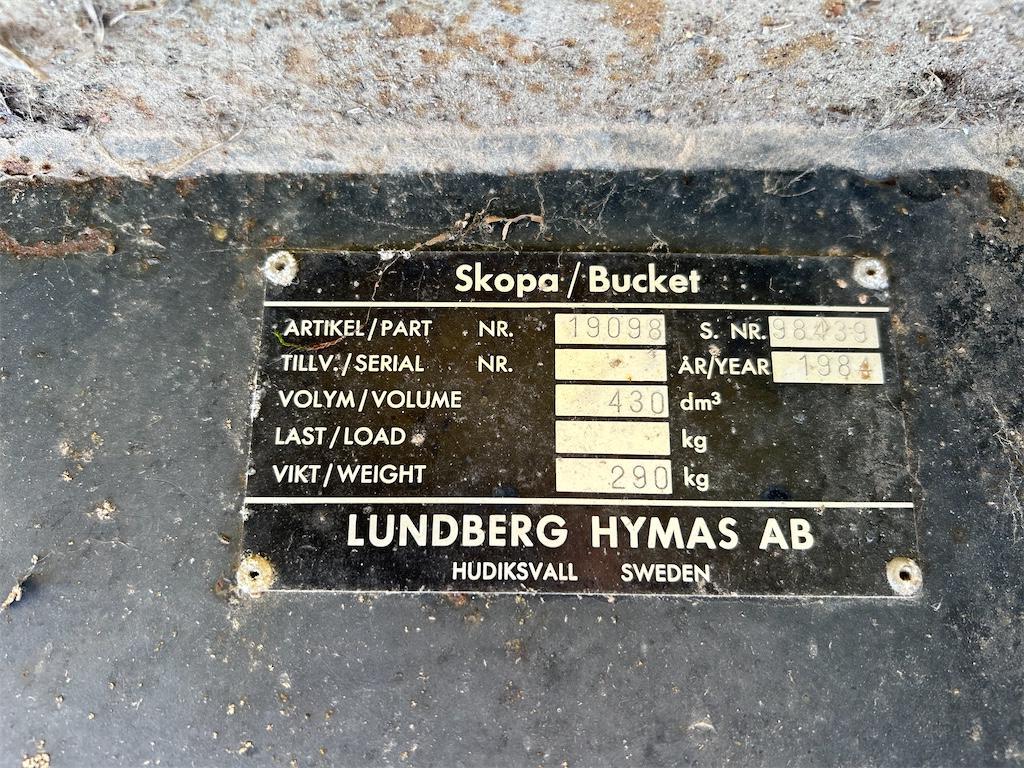 Skopa/Bucket
ARTIKEL/PART NR. 19098 S. NR. 98439
TILLV./SERIAL NR. ÅR/YEAR 1984
VOLYM/VOLUME 430 dm³
LAST/LOAD kg
VIKT/WEIGHT 290 kg
LUNDBERG HYMAS AB
HUDIKSVALL SWEDEN